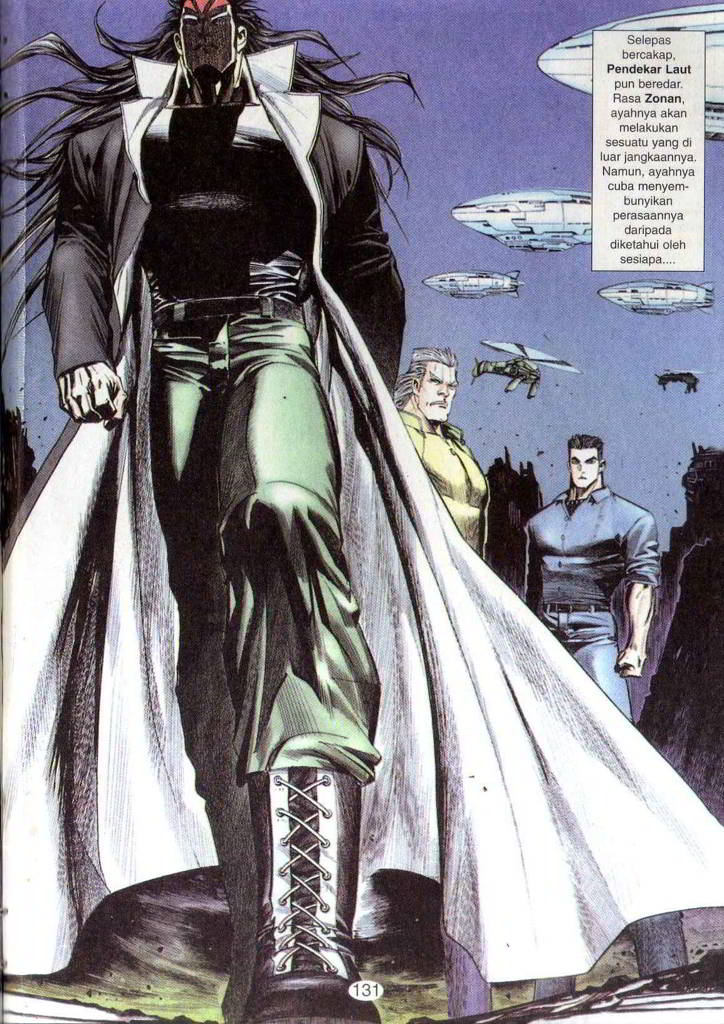 Selepas
bercakap,
Pendekar Laut
pun beredar.
Rasa Zonan,
ayahnya akan
melakukan
sesuatu yang di
luar jangkaannya.
Namun, ayahnya
cuba menyem-
bunyikan
perasaannya
daripada
diketahui oleh
sesiapa....
131